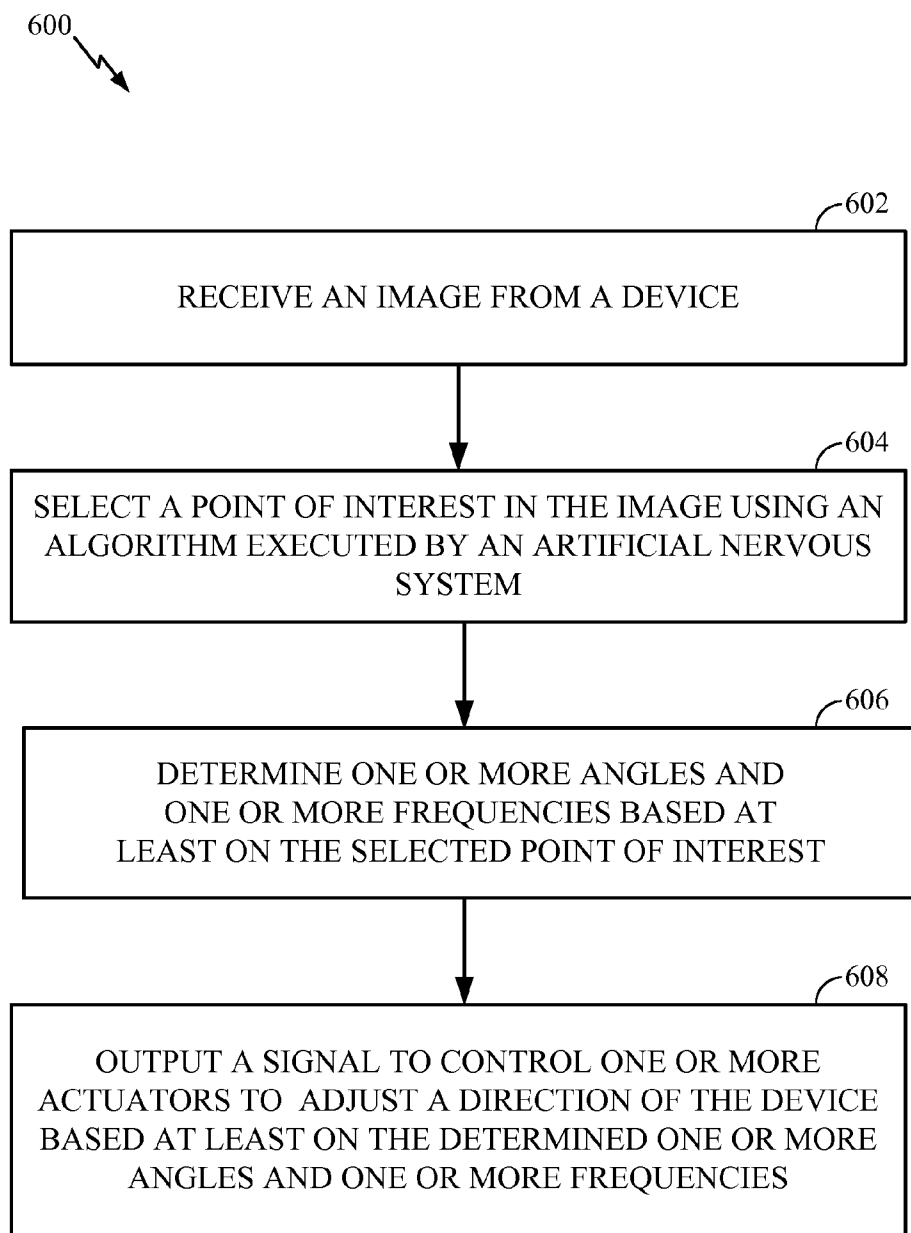 600
602
RECEIVE AN IMAGE FROM A DEVICE
604
SELECT A POINT OF INTEREST IN THE IMAGE USING AN
ALGORITHM EXECUTED BY AN ARTIFICIAL NERVOUS
SYSTEM
606
DETERMINE ONE OR MORE ANGLES AND
ONE OR MORE FREQUENCIES BASED AT
LEAST ON THE SELECTED POINT OF INTEREST
608
OUTPUT A SIGNAL TO CONTROL ONE OR MORE
ACTUATORS TO ADJUST A DIRECTION OF THE DEVICE
BASED AT LEAST ON THE DETERMINED ONE OR MORE
ANGLES AND ONE OR MORE FREQUENCIES